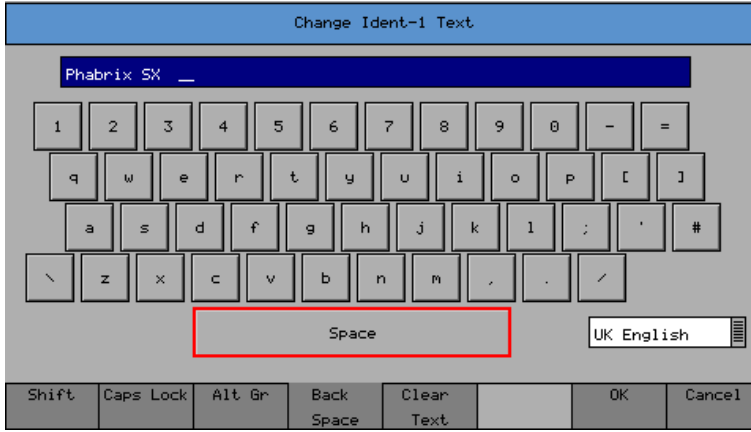 Change Ident-1 Text
Phabrix SX _
1 2 3 4 5 6 7 8 9 0 - =
q w e r t y u i o p [ ]
a s d f g h j k l ; ' #
\ z x c v b n m , . /
Space
UK English
Shift Caps Lock Alt Gr Back Clear OK Cancel
Space Text